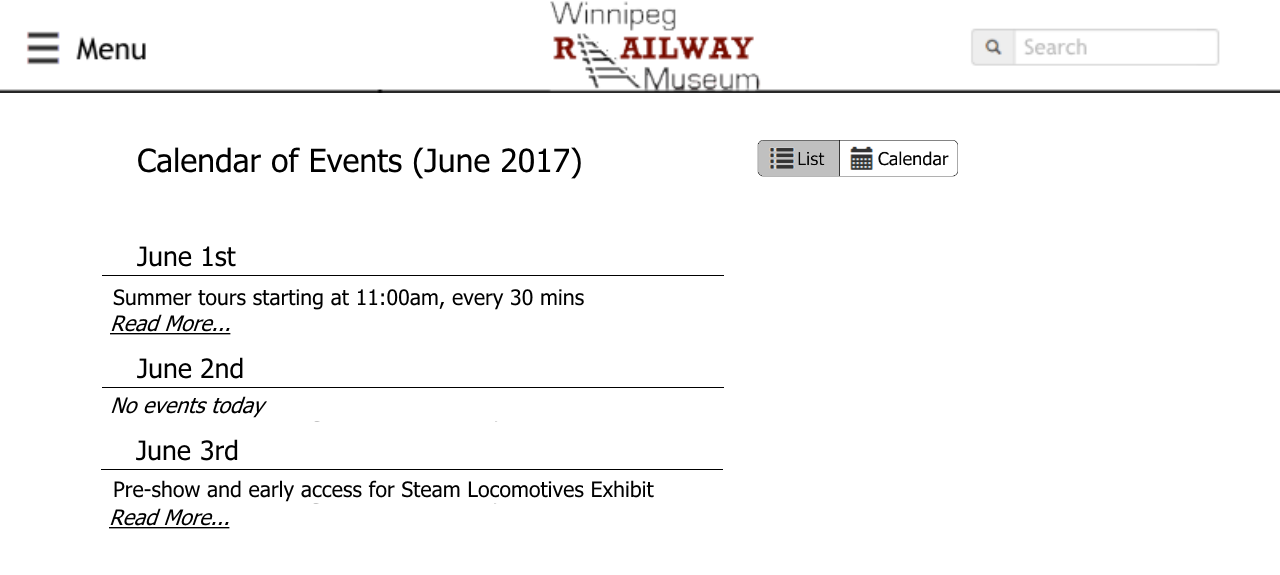 Menu
Winnipeg
RAILWAY
Museum
Search
Calendar of Events (June 2017)
List
Calendar
June 1st
Summer tours starting at 11:00am, every 30 mins
Read More...
June 2nd
No events today
June 3rd
Pre-show and early access for Steam Locomotives Exhibit
Read More...